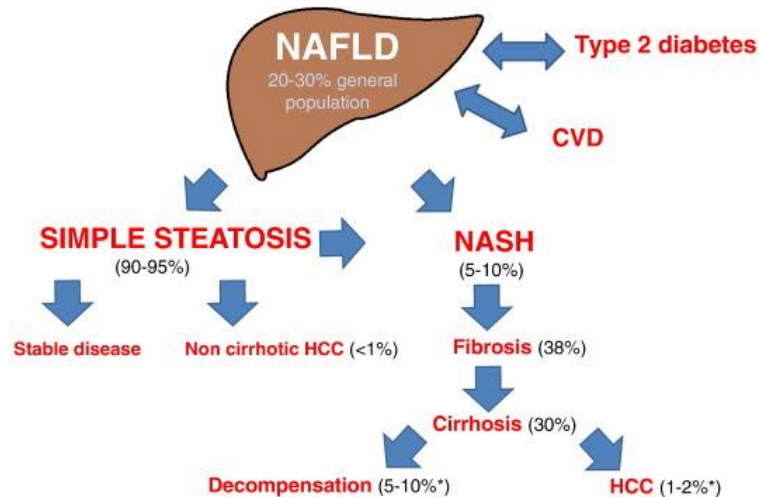 NAFLD
20-30% general
population
Type 2 diabetes
CVD
SIMPLE STEATOSIS
(90-95%)
NASH
(5-10%)
Stable disease
Non cirrhotic HCC (<1%)
Fibrosis (38%)
Cirrhosis (30%)
Decompensation (5-10%*)
HCC (1-2%*)